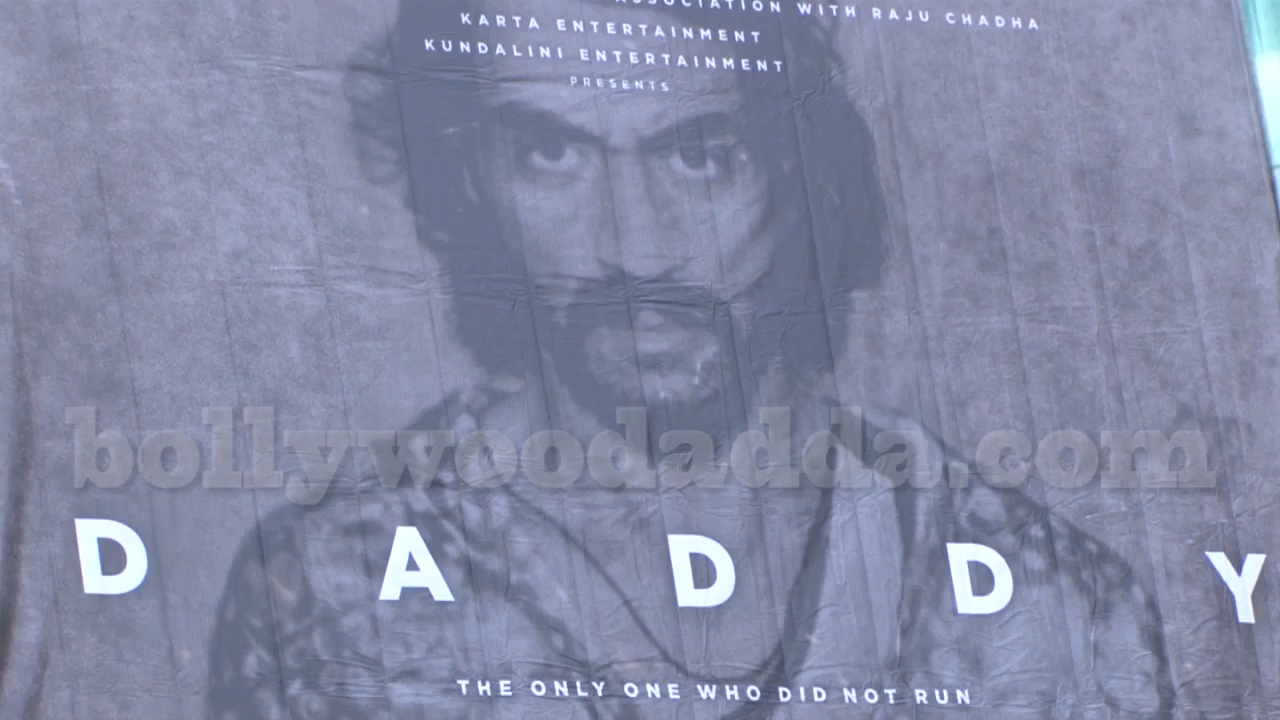 ASSOCIATION WITH RAJU CHADHA
KARTA ENTERTAINMENT
KUNDALINI ENTERTAINMENT
PRESENTS
bollywoodadda.com
DADDY
THE ONLY ONE WHO DID NOT RUN